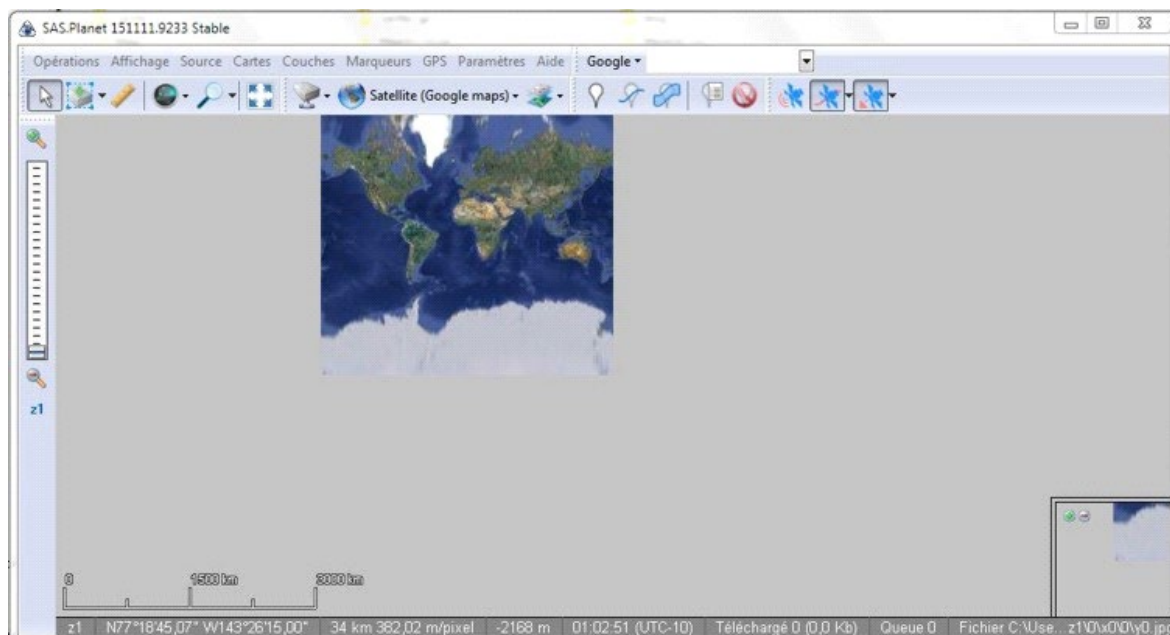 SAS.Planet 151111.9233 Stable
Opérations Affichage Source Cartes Couches Marqueurs GPS Paramètres Aide Google
Satellite (Google maps)
z1
0 1500 km 3000 km
z1 N77°18'45,07" W143°26'15,00" 34 km 382,02 m/pixel -2168 m 01:02:51 (UTC-10) Téléchargé 0 (0,0 Kb) Queue 0 Fichier C:\Use...z1\0\x0\0\y0.jp